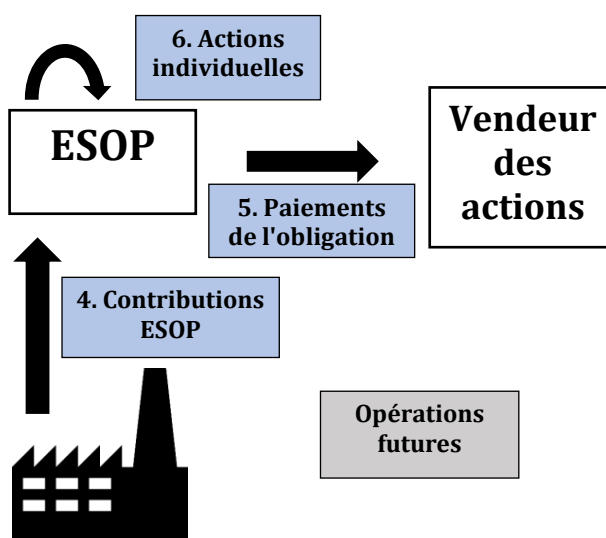 6. Actions
individuelles
ESOP
Vendeur
des
actions
5. Paiements
de l'obligation
4. Contributions
ESOP
Opérations
futures